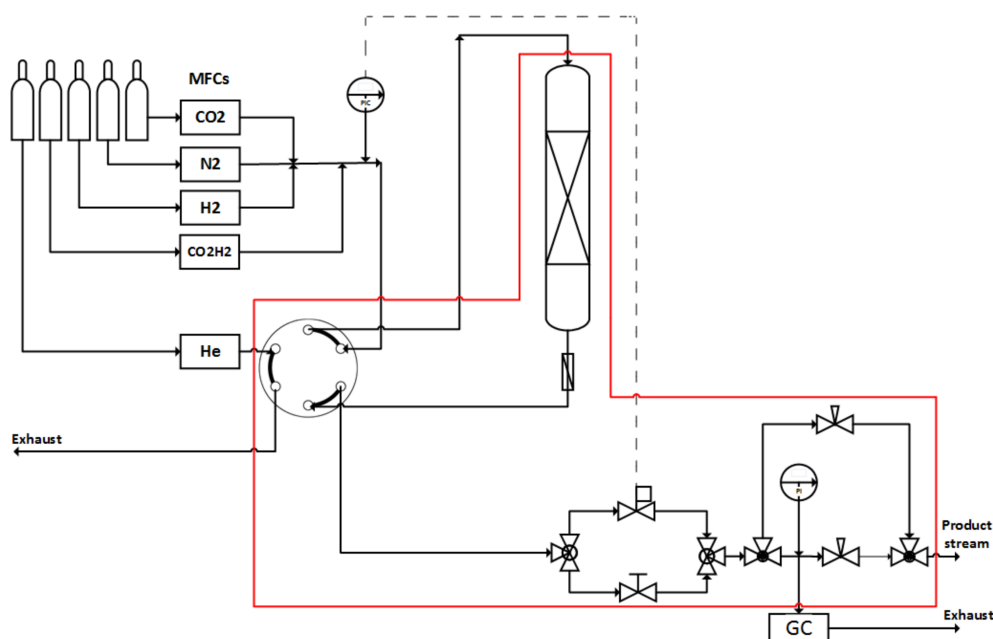 MFCs
CO2
PIC
N2
H2
CO2H2
He
Exhaust
PI
Product
stream
Exhaust
GC